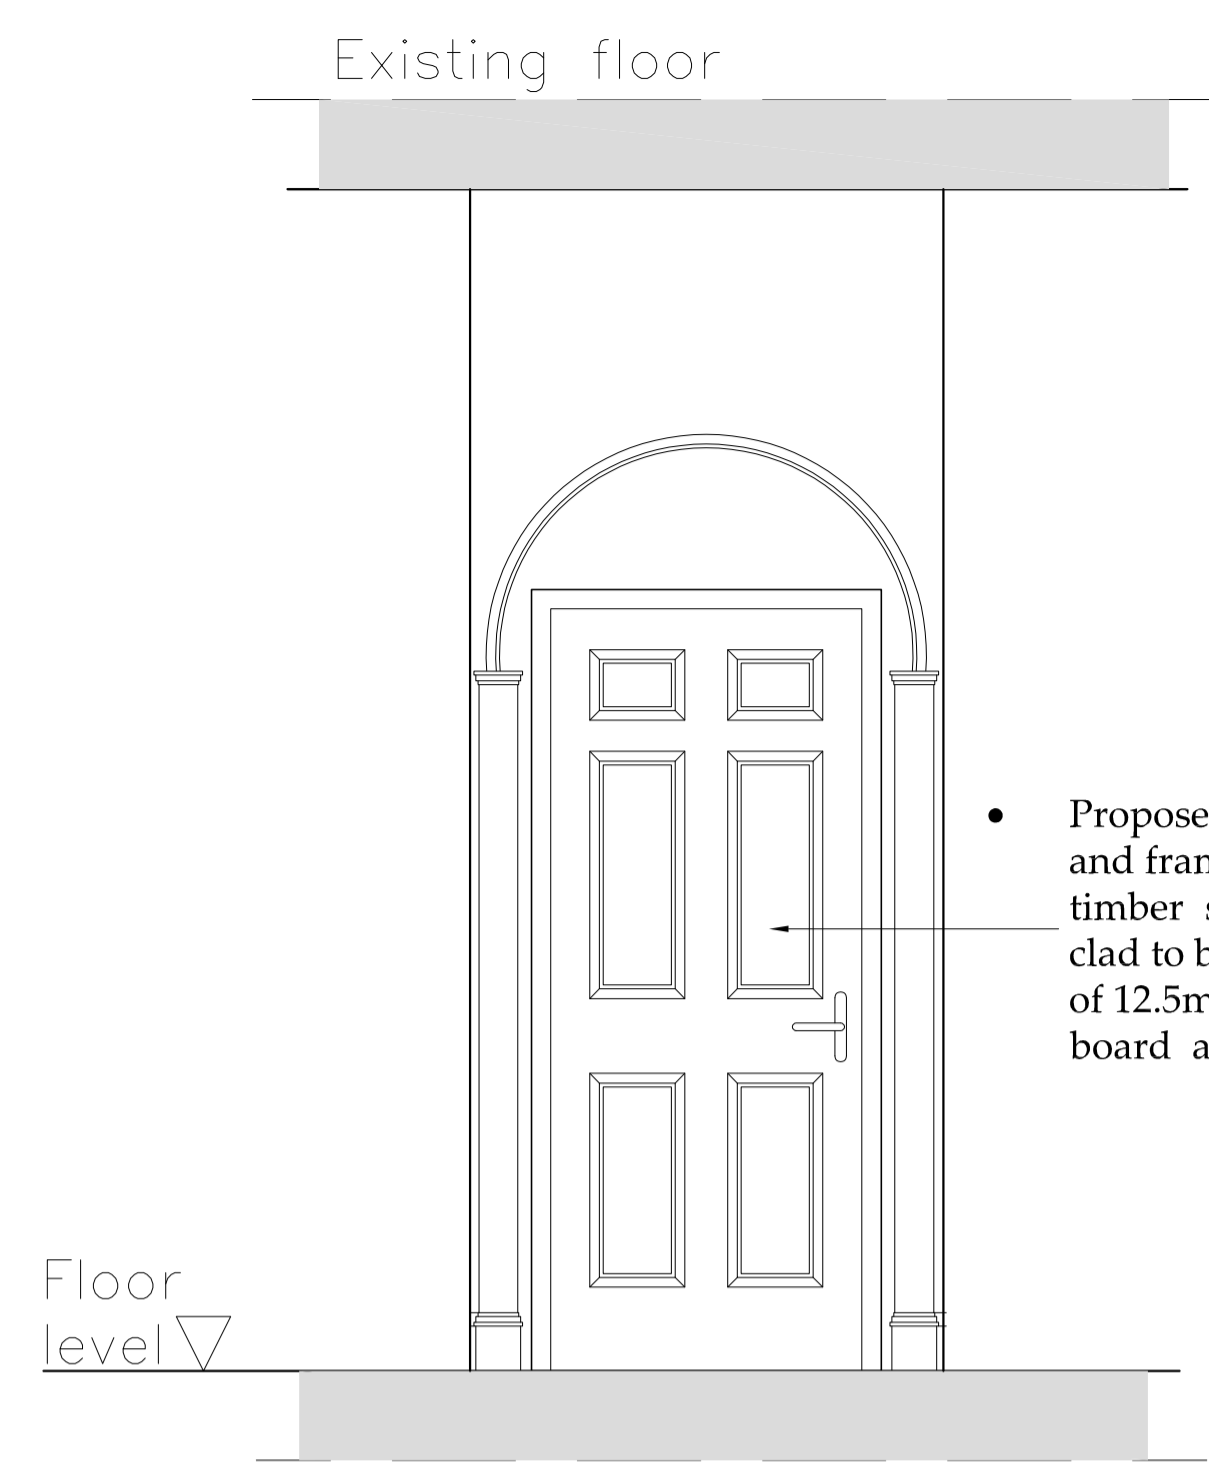 Existing floor
• Propose
and fran
timber s
clad to b
of 12.5m
board a
Floor
level